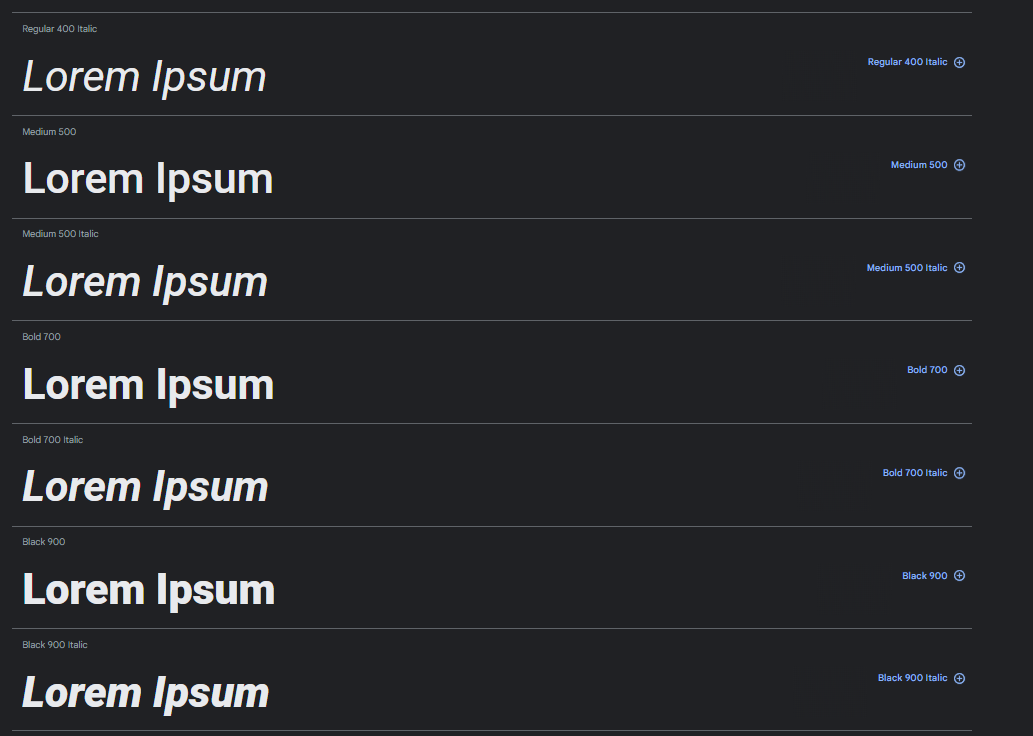 Regular 400 Italic
Lorem Ipsum
Regular 400 Italic
Medium 500
Lorem Ipsum
Medium 500
Medium 500 Italic
Lorem Ipsum
Medium 500 Italic
Bold 700
Lorem Ipsum
Bold 700
Bold 700 Italic
Lorem Ipsum
Bold 700 Italic
Black 900
Lorem Ipsum
Black 900
Black 900 Italic
Lorem Ipsum
Black 900 Italic